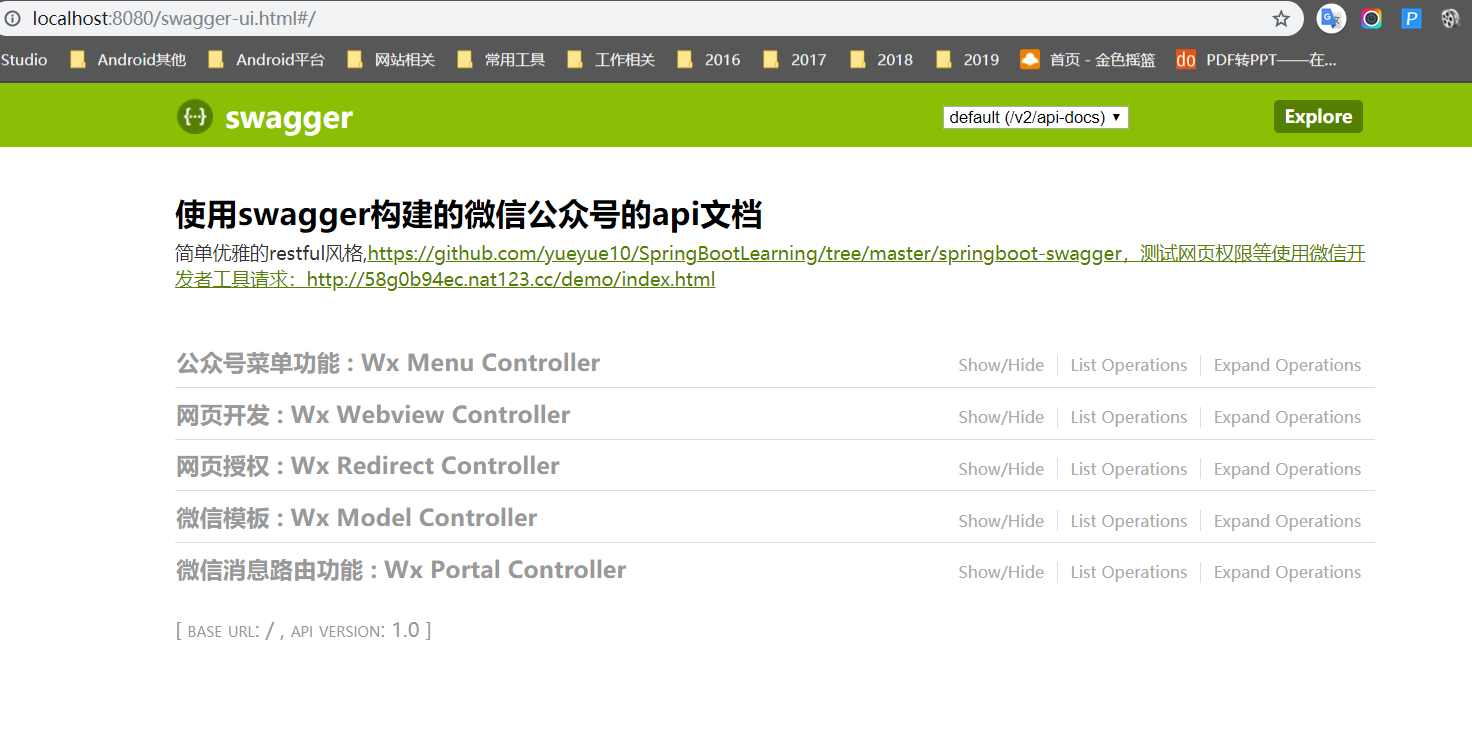 localhost:8080/swagger-ui.html#/
Studio Android其他 Android平台 网站相关 常用工具 工作相关 2016 2017 2018 2019 首页 - 金色摇篮 do PDF转PPT——在...
{···} swagger default (/v2/api-docs) Explore
使用swagger构建的微信公众号的api文档
简单优雅的restful风格,https://github.com/yueyue10/SpringBootLearning/tree/master/springboot-swagger，测试网页权限等使用微信开
发者工具请求：http://58g0b94ec.nat123.cc/demo/index.html
公众号菜单功能 : Wx Menu Controller Show/Hide List Operations Expand Operations
网页开发 : Wx Webview Controller Show/Hide List Operations Expand Operations
网页授权 : Wx Redirect Controller Show/Hide List Operations Expand Operations
微信模板 : Wx Model Controller Show/Hide List Operations Expand Operations
微信消息路由功能 : Wx Portal Controller Show/Hide List Operations Expand Operations
[ BASE URL: / , API VERSION: 1.0 ]